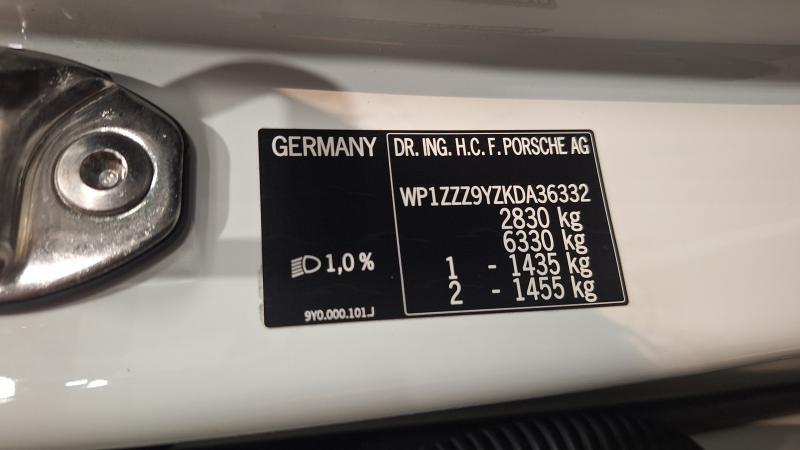 GERMANY
DR. ING. H.C. F. PORSCHE AG
WP1ZZZ9YZKDA36332
2830 kg
6330 kg
1 - 1435 kg
2 - 1455 kg
1,0 %
9Y0.000.101.J